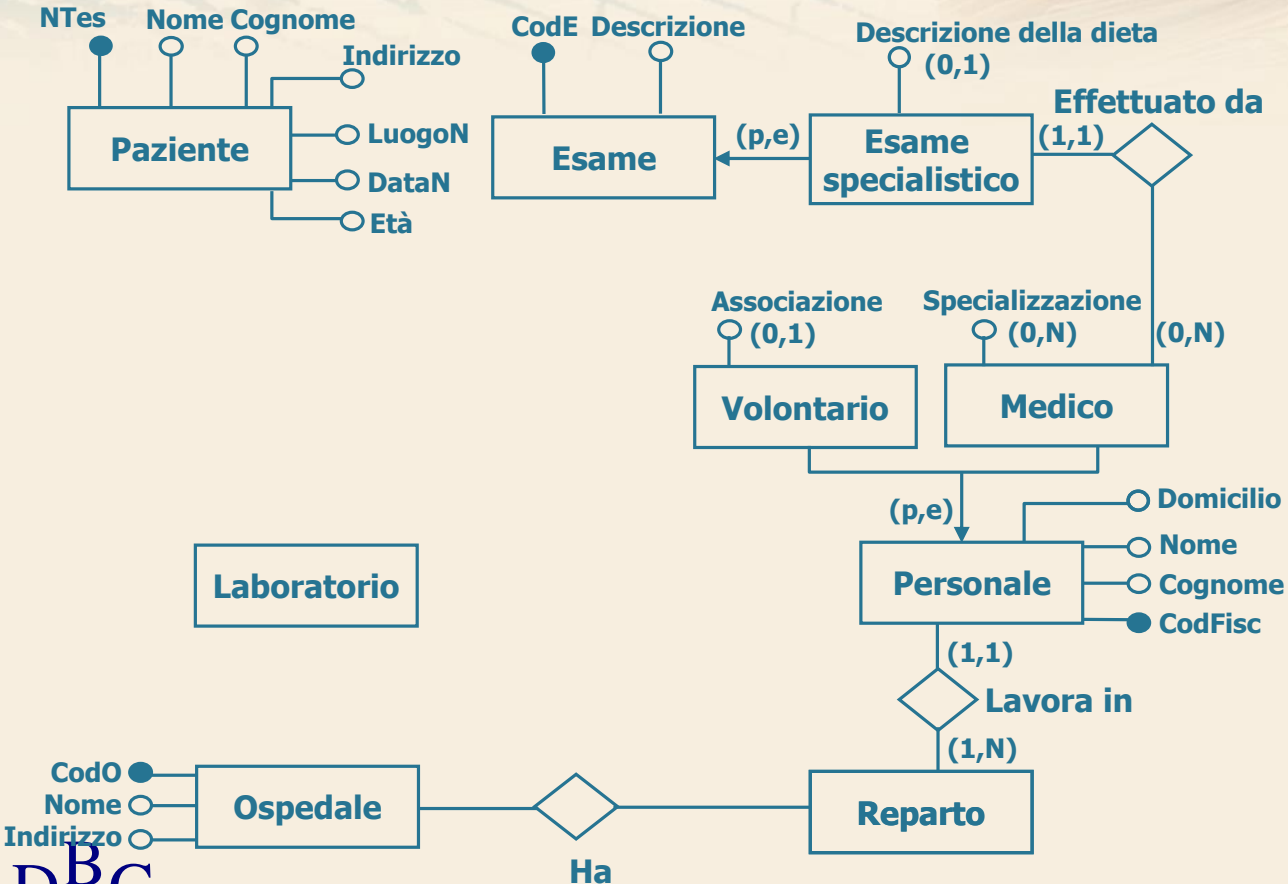 NTes
Nome Cognome
Indirizzo
LuogoN
DataN
Età
Paziente
CodE Descrizione
Esame
(p,e)
Descrizione della dieta
(0,1)
Esame
specialistico
Effettuato da
(1,1)
(0,N)
Associazione
(0,1)
Volontario
Specializzazione
(0,N)
Medico
(p,e)
Domicilio
Nome
Cognome
CodFisc
Personale
Laboratorio
(1,1)
Lavora in
(1,N)
CodO
Nome
Indirizzo
Ospedale
Ha
Reparto
DBG